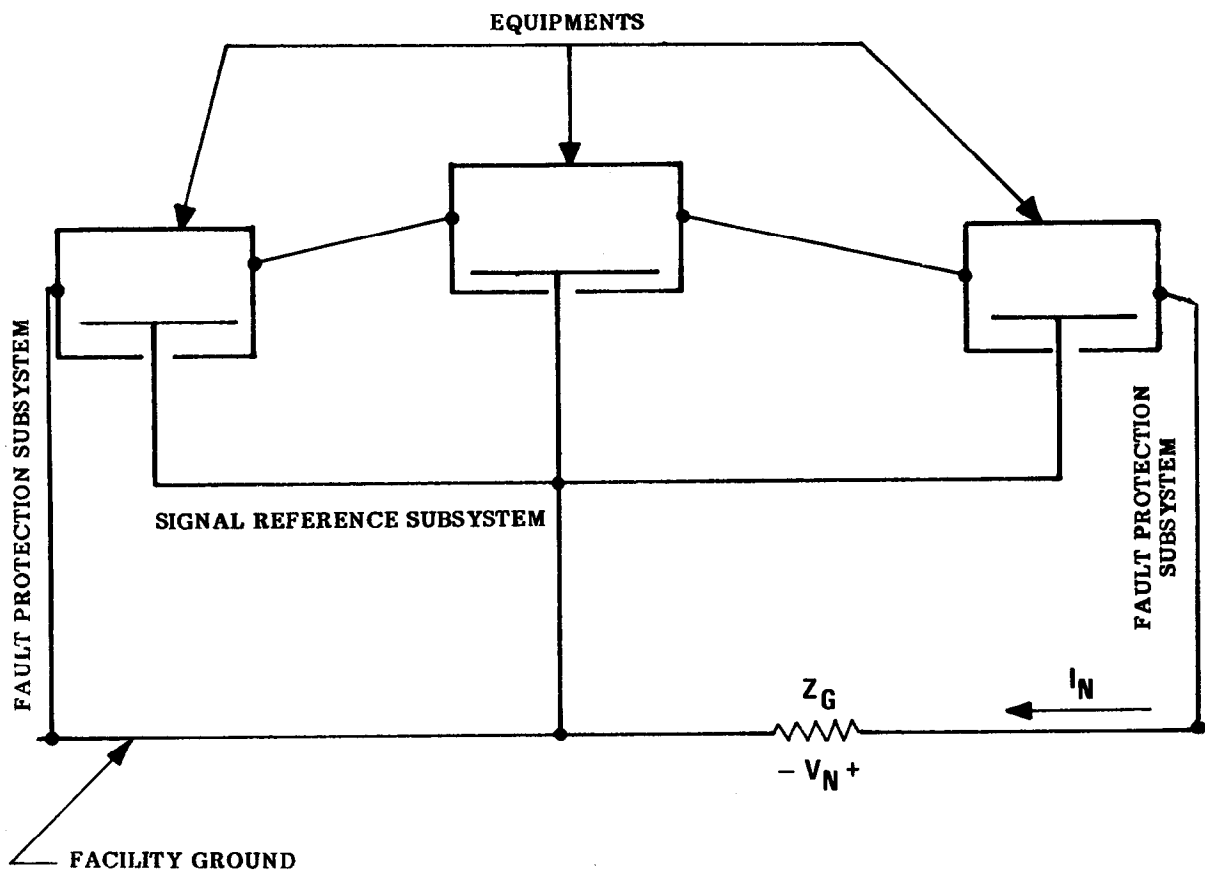 EQUIPMENTS
FAULT PROTECTION SUBSYSTEM
SIGNAL REFERENCE SUBSYSTEM
FAULT PROTECTION
SUBSYSTEM
Z_G
I_N
– V_N +
FACILITY GROUND